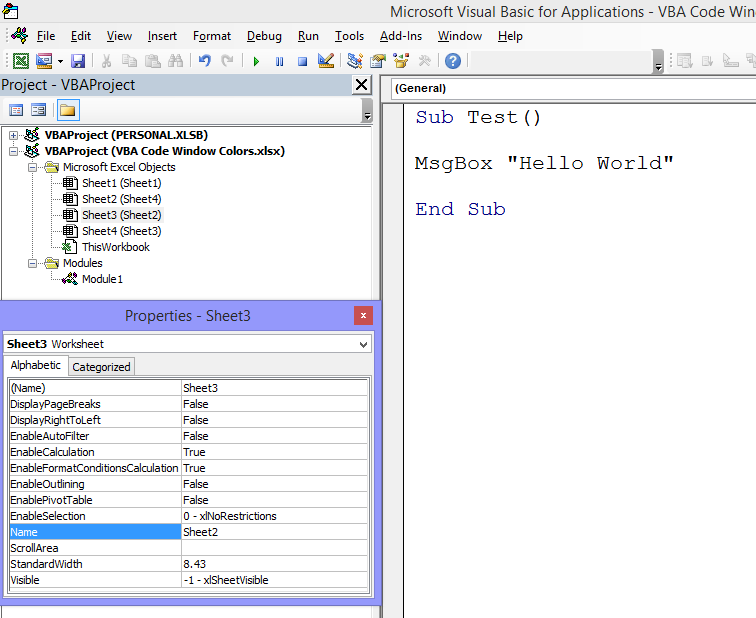 Microsoft Visual Basic for Applications - VBA Code Win
File Edit View Insert Format Debug Run Tools Add-Ins Window Help
Project - VBAProject
VBAProject (PERSONAL.XLSB)
VBAProject (VBA Code Window Colors.xlsx)
Microsoft Excel Objects
Sheet1 (Sheet1)
Sheet2 (Sheet4)
Sheet3 (Sheet2)
Sheet4 (Sheet3)
ThisWorkbook
Modules
Module1
Properties - Sheet3
Sheet3 Worksheet
Alphabetic Categorized
(Name) Sheet3
DisplayPageBreaks False
DisplayRightToLeft False
EnableAutoFilter False
EnableCalculation True
EnableFormatConditionsCalculation True
EnableOutlining False
EnablePivotTable False
EnableSelection 0 - xlNoRestrictions
Name Sheet2
ScrollArea
StandardWidth 8.43
Visible -1 - xlSheetVisible
(General)
Sub Test()
MsgBox "Hello World"
End Sub